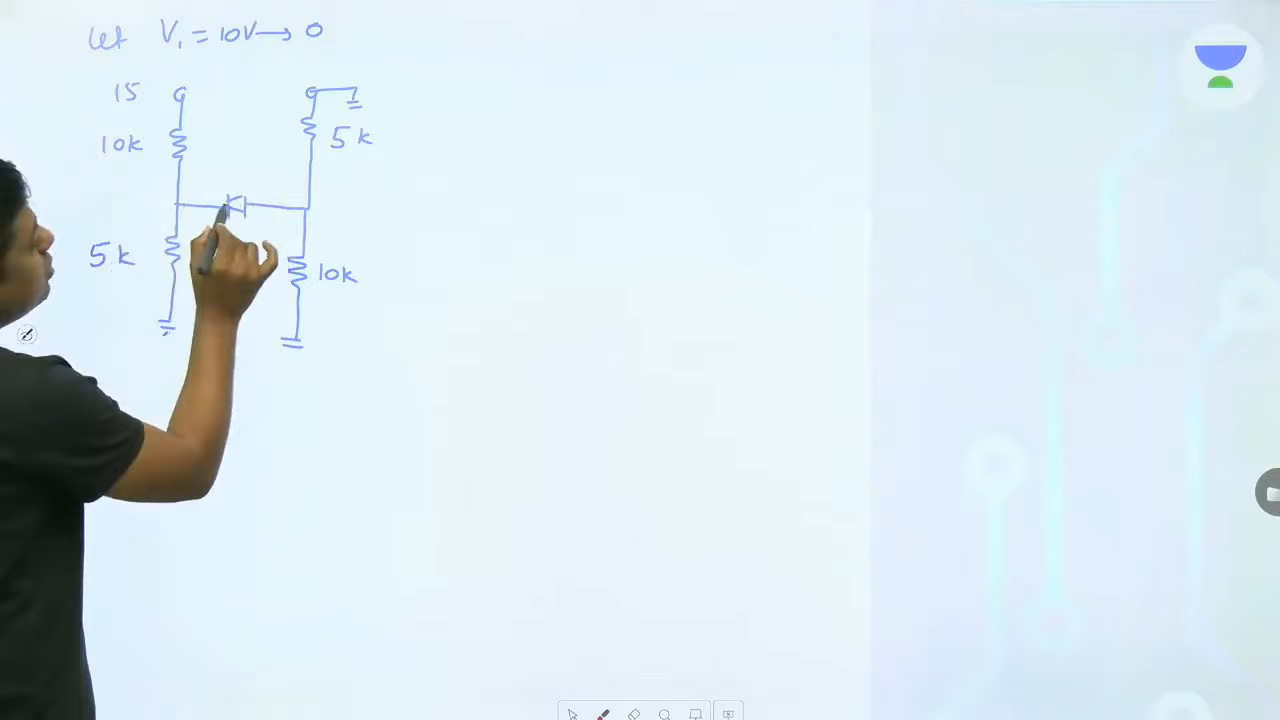 Let V₁ = 10V → 0
15
10k
5k
5k
10k